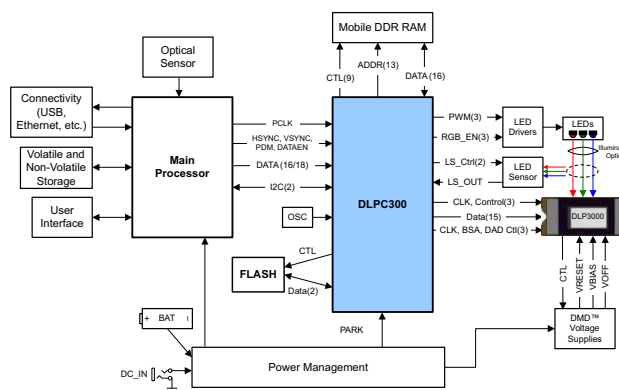 Mobile DDR RAM
Optical
Sensor
CTL(9)
ADDR(13)
DATA(16)
Connectivity
(USB,
Ethernet, etc.)
Volatile and
Non-Volatile
Storage
User
Interface
Main
Processor
PCLK
HSYNC, VSYNC,
PDM, DATAEN
DATA(16/18)
I2C(2)
OSC
CTL
FLASH
Data(2)
DLPC300
PARK
PWM(3)
RGB_EN(3)
LS_Ctrl(2)
LS_OUT
CLK, Control(3)
Data(15)
CLK, BSA, DAD Ctl(3)
LED
Drivers
LED
Sensor
LEDs
DLP3000
CTL
VRESET
VBIAS
VOFF
DMD™
Voltage
Supplies
+ BAT
DC_IN
Power Management